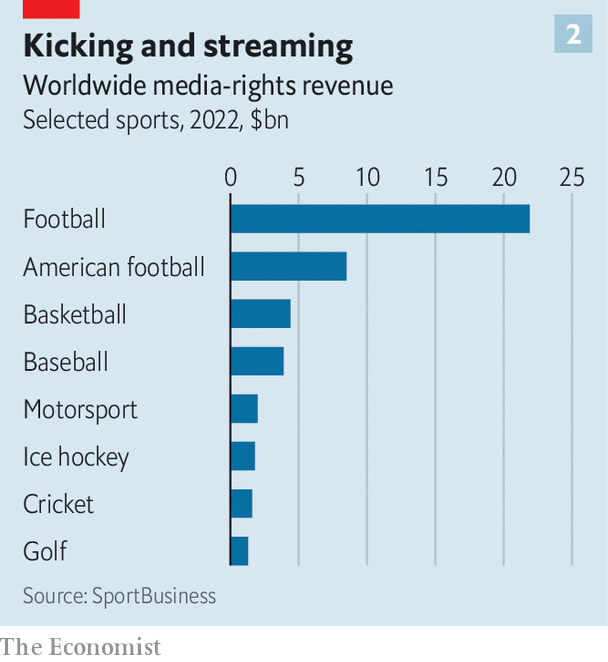 Kicking and streaming
2
Worldwide media-rights revenue
Selected sports, 2022, $bn
0 5 10 15 20 25
Football
American football
Basketball
Baseball
Motorsport
Ice hockey
Cricket
Golf
Source: SportBusiness
The Economist